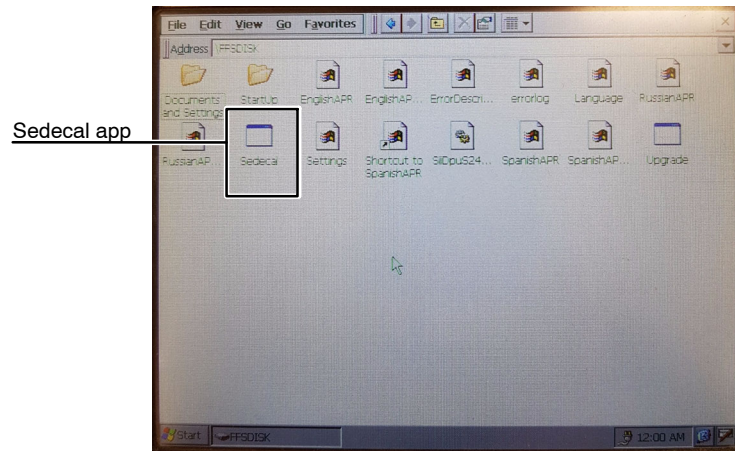 File Edit View Go Favorites
Address \FFSDISK
Documents and Settings
StartUp
EnglishAPR
EnglishAP...
ErrorDescri...
errorlog
Language
RussianAPR
Sedecal app
RussianAP...
Sedecal
Settings
Shortcut to SpanishAPR
SilDpuS24...
SpanishAPR
SpanishAP...
Upgrade
Start
FFSDISK
12:00 AM